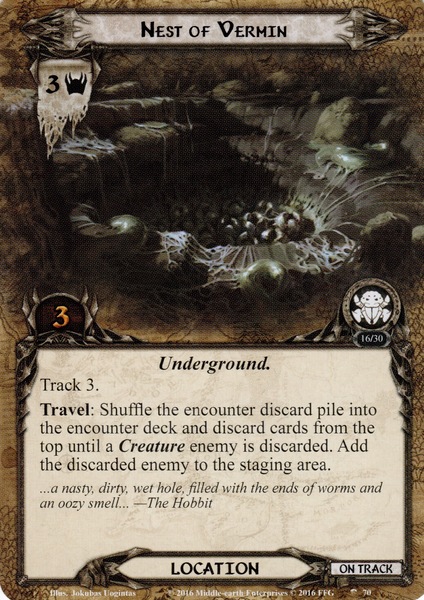 NEST OF VERMIN
3
3
16/30
Underground.
Track 3.
Travel: Shuffle the encounter discard pile into
the encounter deck and discard cards from the
top until a Creature enemy is discarded. Add
the discarded enemy to the staging area.
...a nasty, dirty, wet hole, filled with the ends of worms and
an oozy smell... —The Hobbit
LOCATION
ON TRACK
Illus. Jokubas Uogintas
2016 Middle-earth Enterprises © 2016 FFG
70